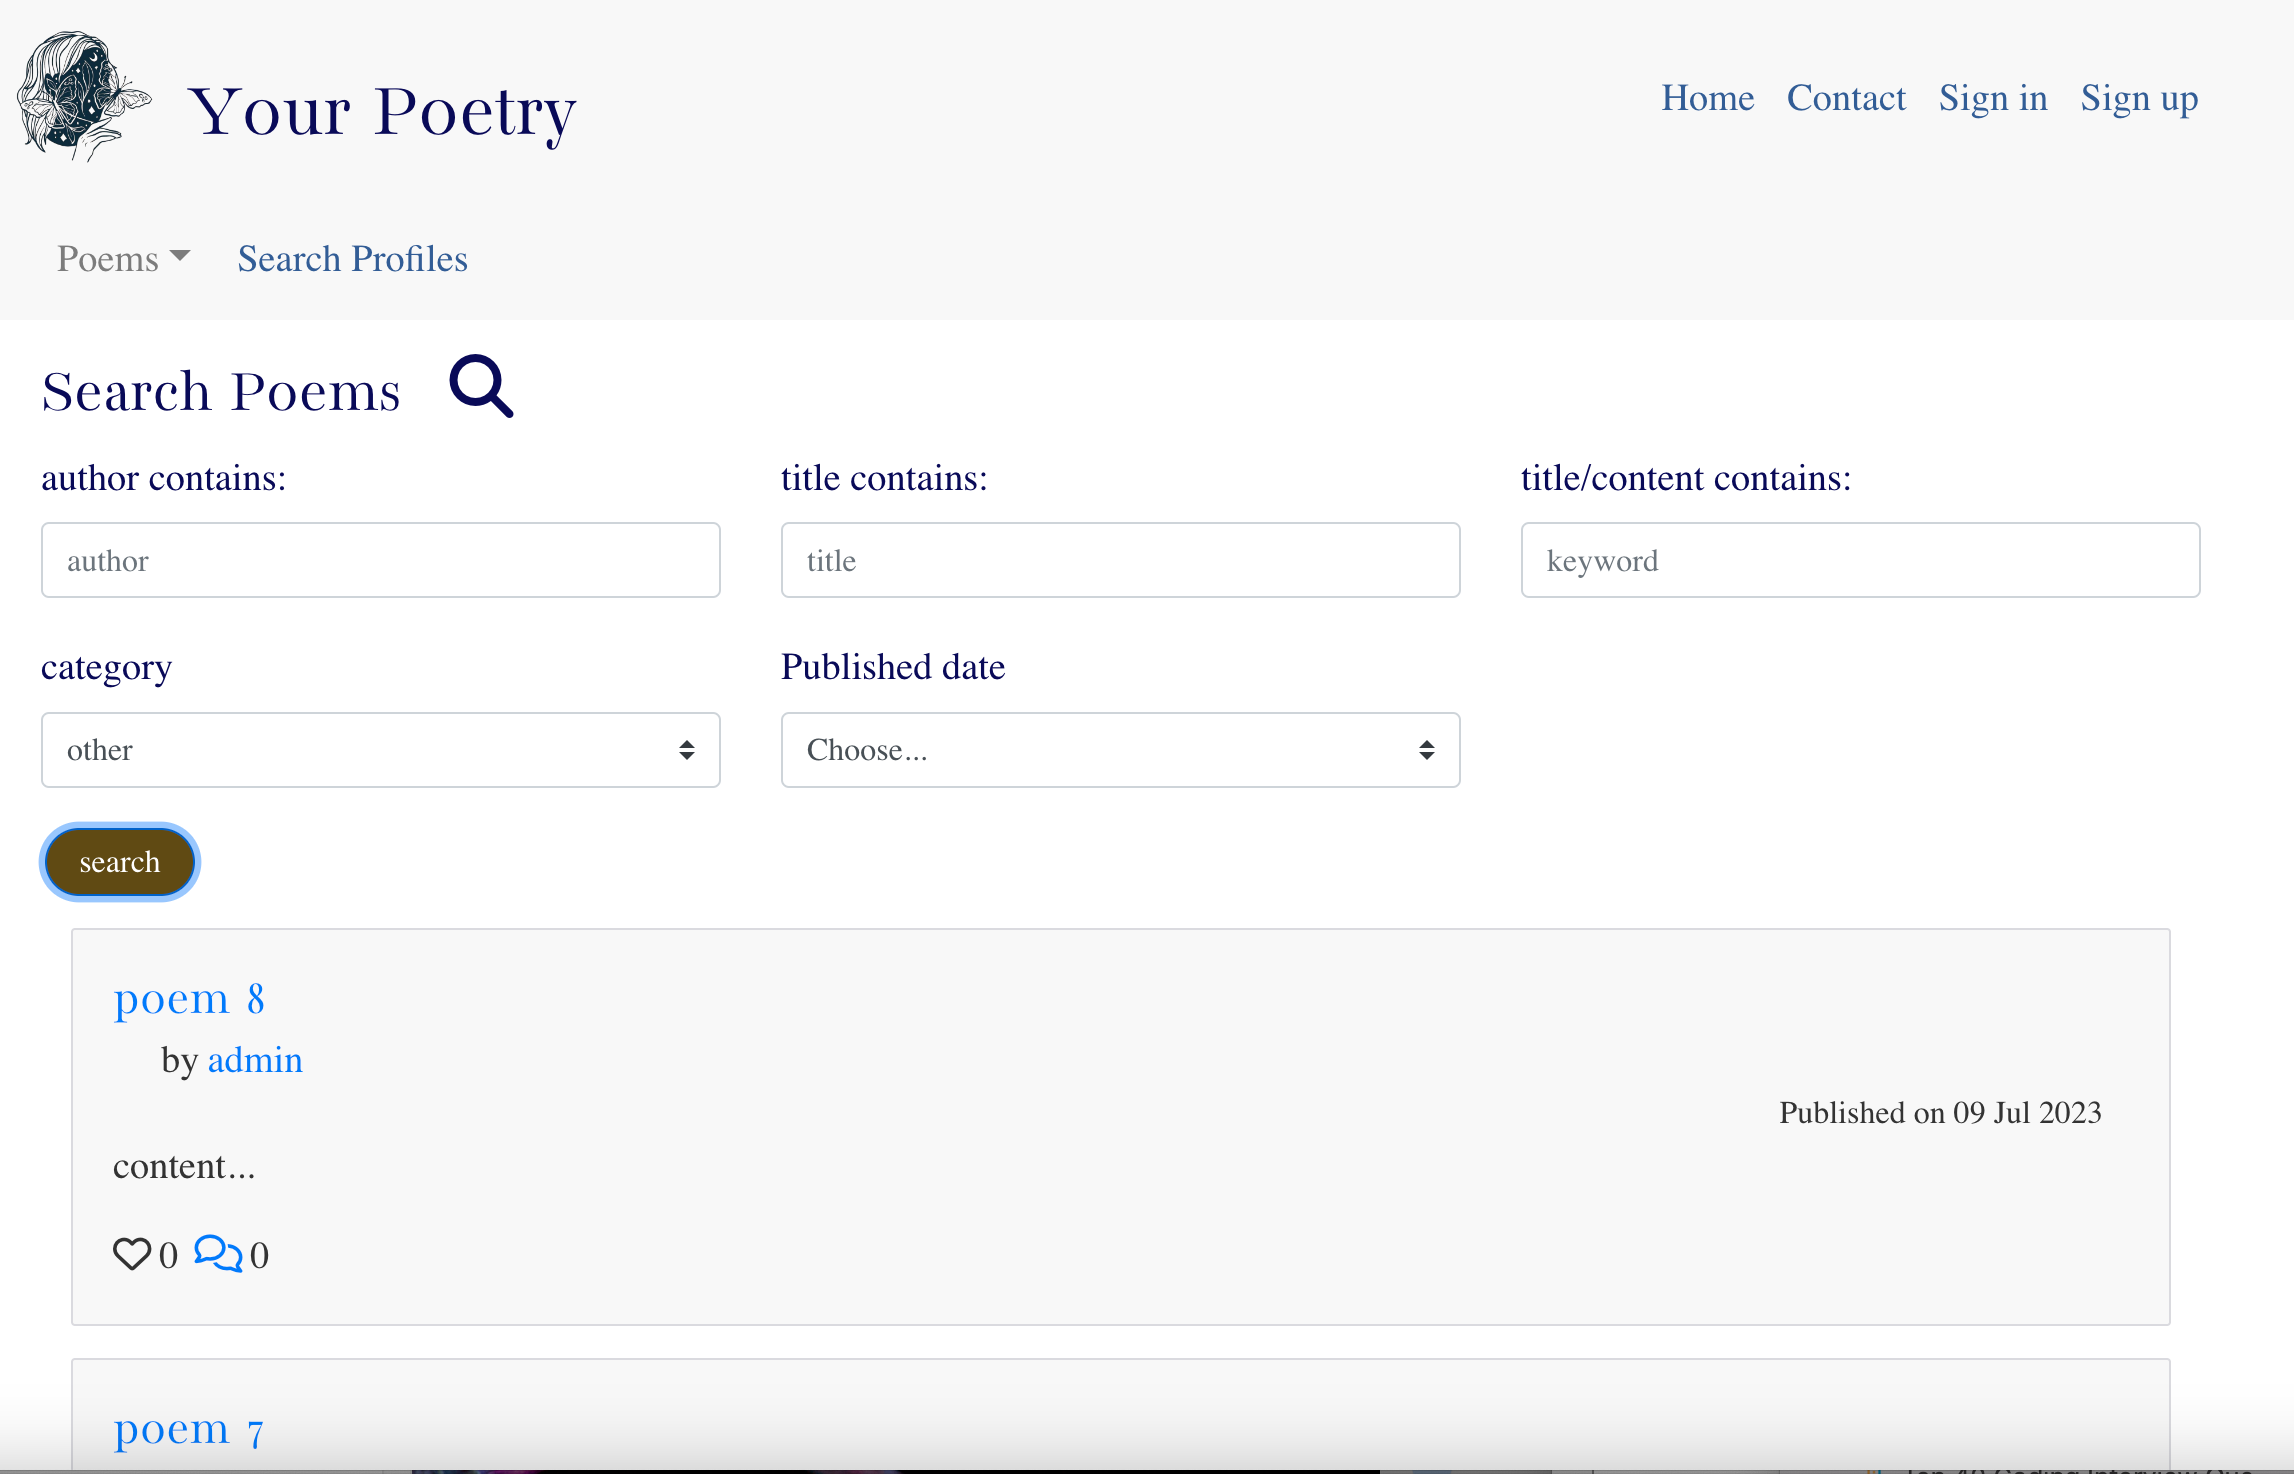 Your Poetry
Home Contact Sign in Sign up
Poems Search Profiles
Search Poems
author contains: title contains: title/content contains:
author title keyword
category Published date
other Choose...
search
poem 8
by admin
Published on 09 Jul 2023
content...
0 0
poem 7